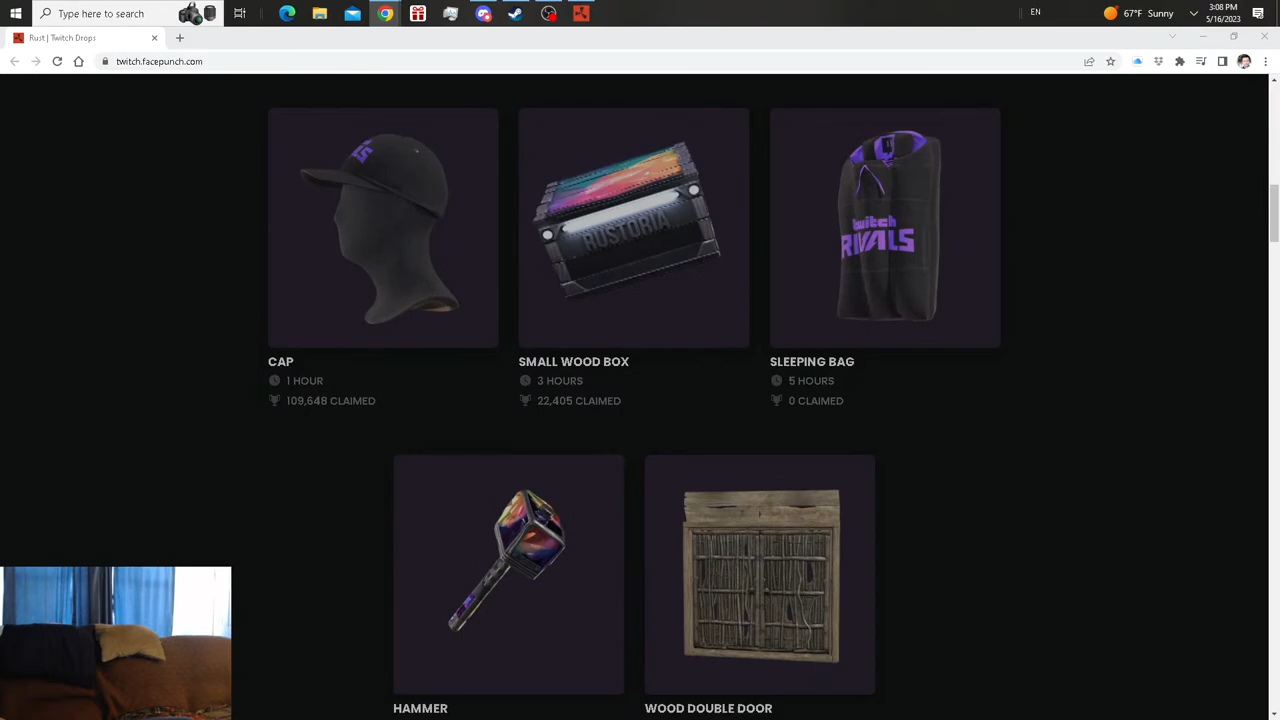 Type here to search
EN
67°F Sunny
3:08 PM
5/16/2023
Rust | Twitch Drops
twitch.facepunch.com
RUSTORIA
twitch
RIVALS
CAP
1 HOUR
109,648 CLAIMED
SMALL WOOD BOX
3 HOURS
22,405 CLAIMED
SLEEPING BAG
5 HOURS
0 CLAIMED
HAMMER
WOOD DOUBLE DOOR